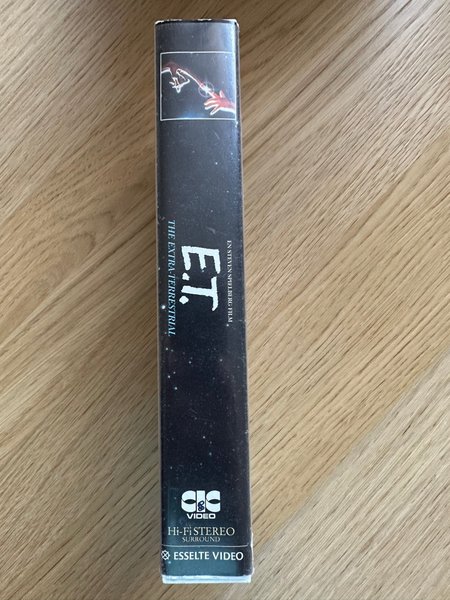 EN STEVEN SPIELBERG FILM
E.T.
THE EXTRA-TERRESTRIAL
CIC
VIDEO
Hi-Fi STEREO
SURROUND
ESSELTE VIDEO